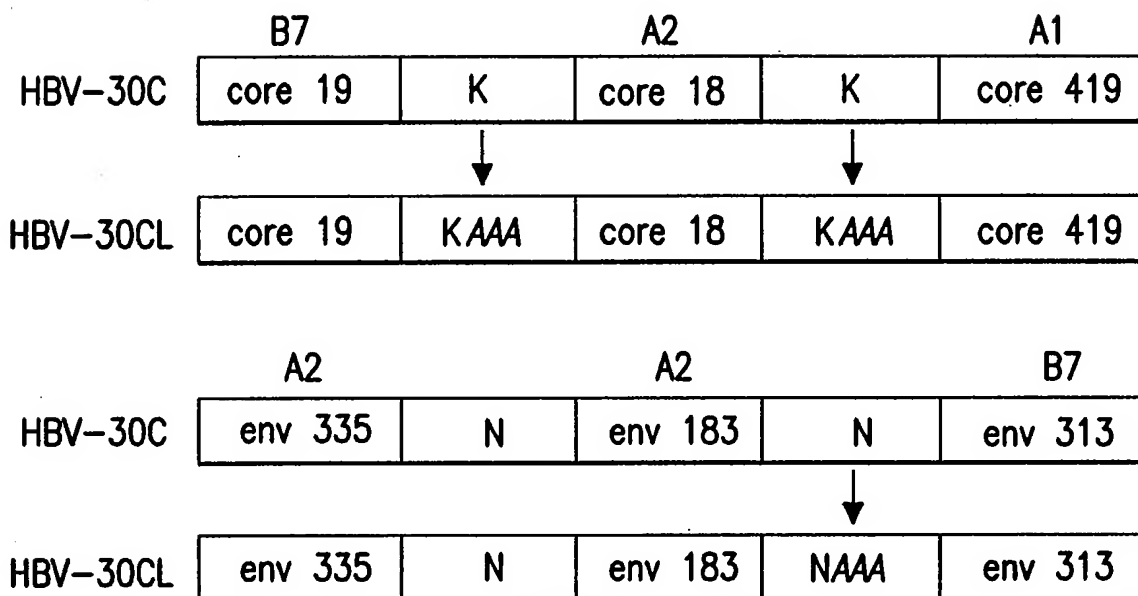 B7 A2 A1
HBV-30C core 19 K core 18 K core 419
HBV-30CL core 19 KAAA core 18 KAAA core 419
A2 A2 B7
HBV-30C env 335 N env 183 N env 313
HBV-30CL env 335 N env 183 NAAA env 313